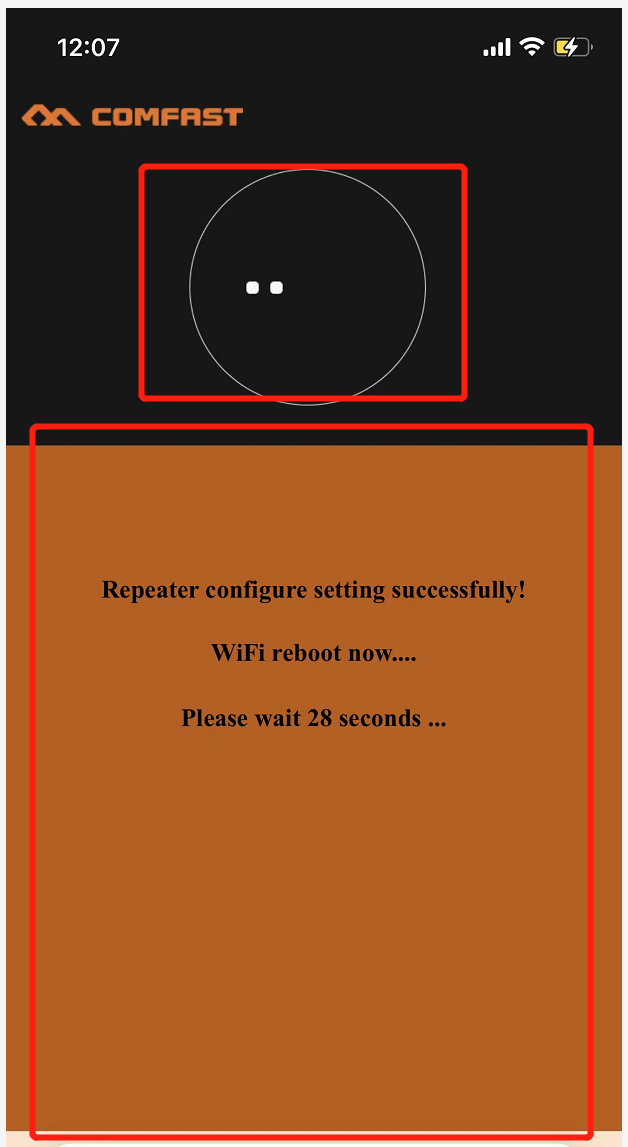 12:07
COMFAST
Repeater configure setting successfully!
WiFi reboot now....
Please wait 28 seconds ...